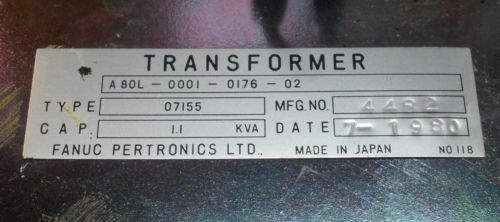 TRANSFORMER
A80L-0001-0176-02
TYPE 07155 MFG.NO. 4482
CAP. 1.1 KVA DATE 7-1980
FANUC PERTRONICS LTD. MADE IN JAPAN NO 118